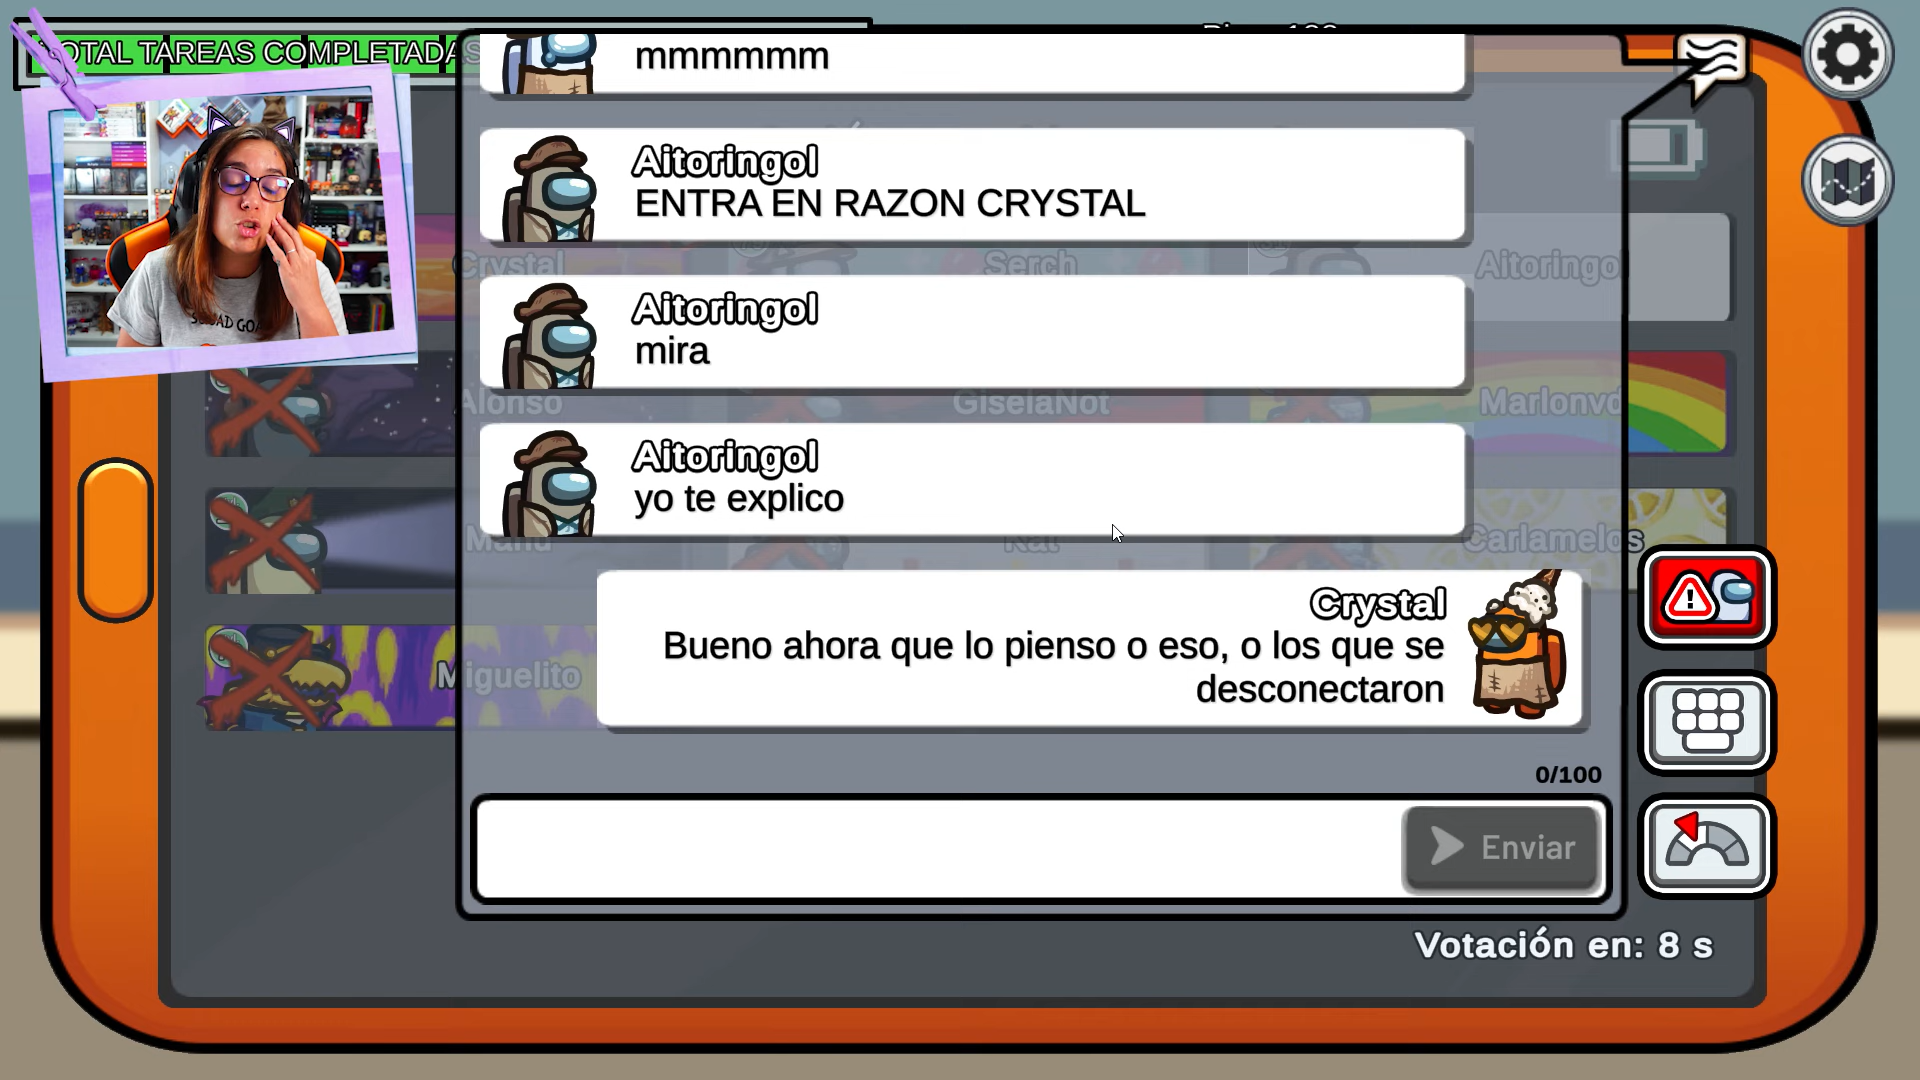 TOTAL TAREAS COMPLETADAS
mmmmmm
Aitoringol
ENTRA EN RAZON CRYSTAL
Crystal
Serch
Aitoringol
Aitoringol
mira
Alonso
GiselaNot
Marlonvd
Aitoringol
yo te explico
Nat
Carlamelos
Crystal
Bueno ahora que lo pienso o eso, o los que se
desconectaron
Miguelito
0/100
Enviar
Votación en: 8 s